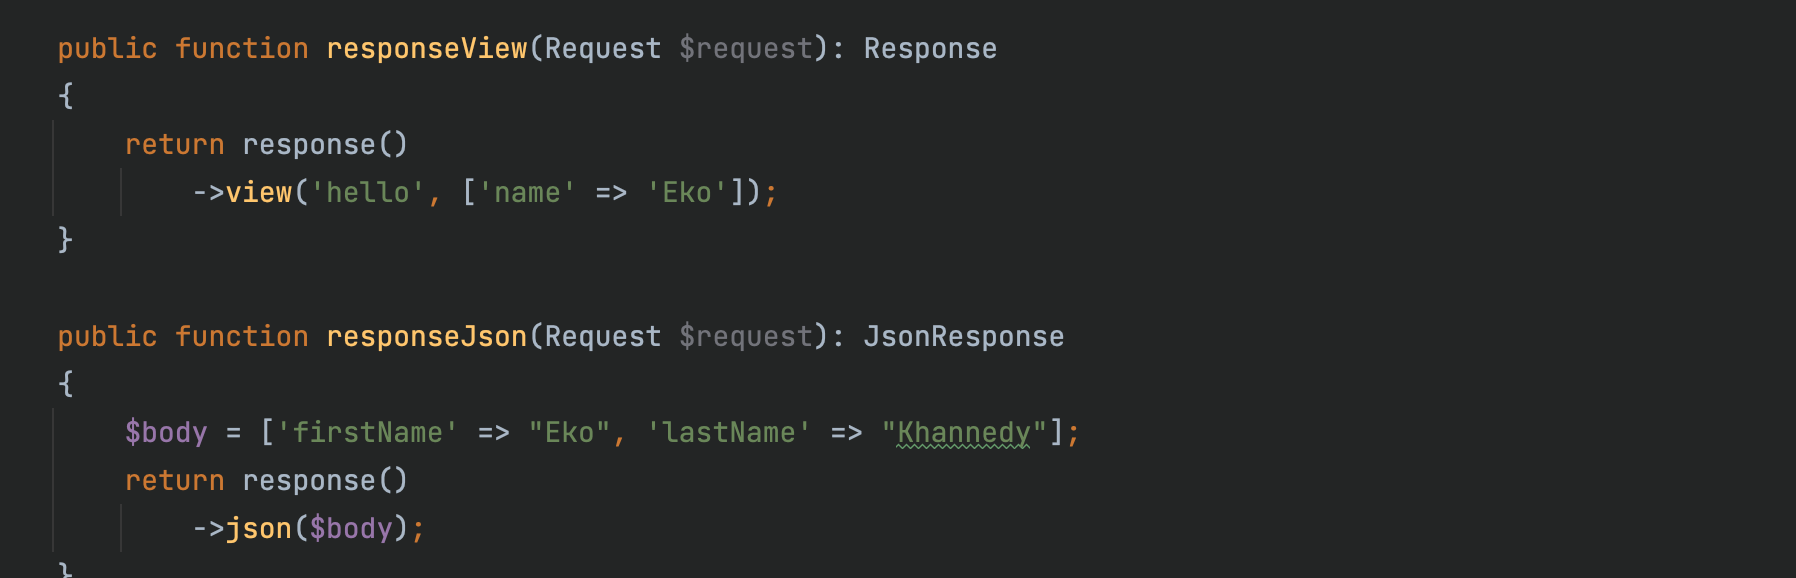 public function responseView(Request $request): Response
{
    return response()
        ->view('hello', ['name' => 'Eko']);
}

public function responseJson(Request $request): JsonResponse
{
    $body = ['firstName' => "Eko", 'lastName' => "Khannedy"];
    return response()
        ->json($body);
}